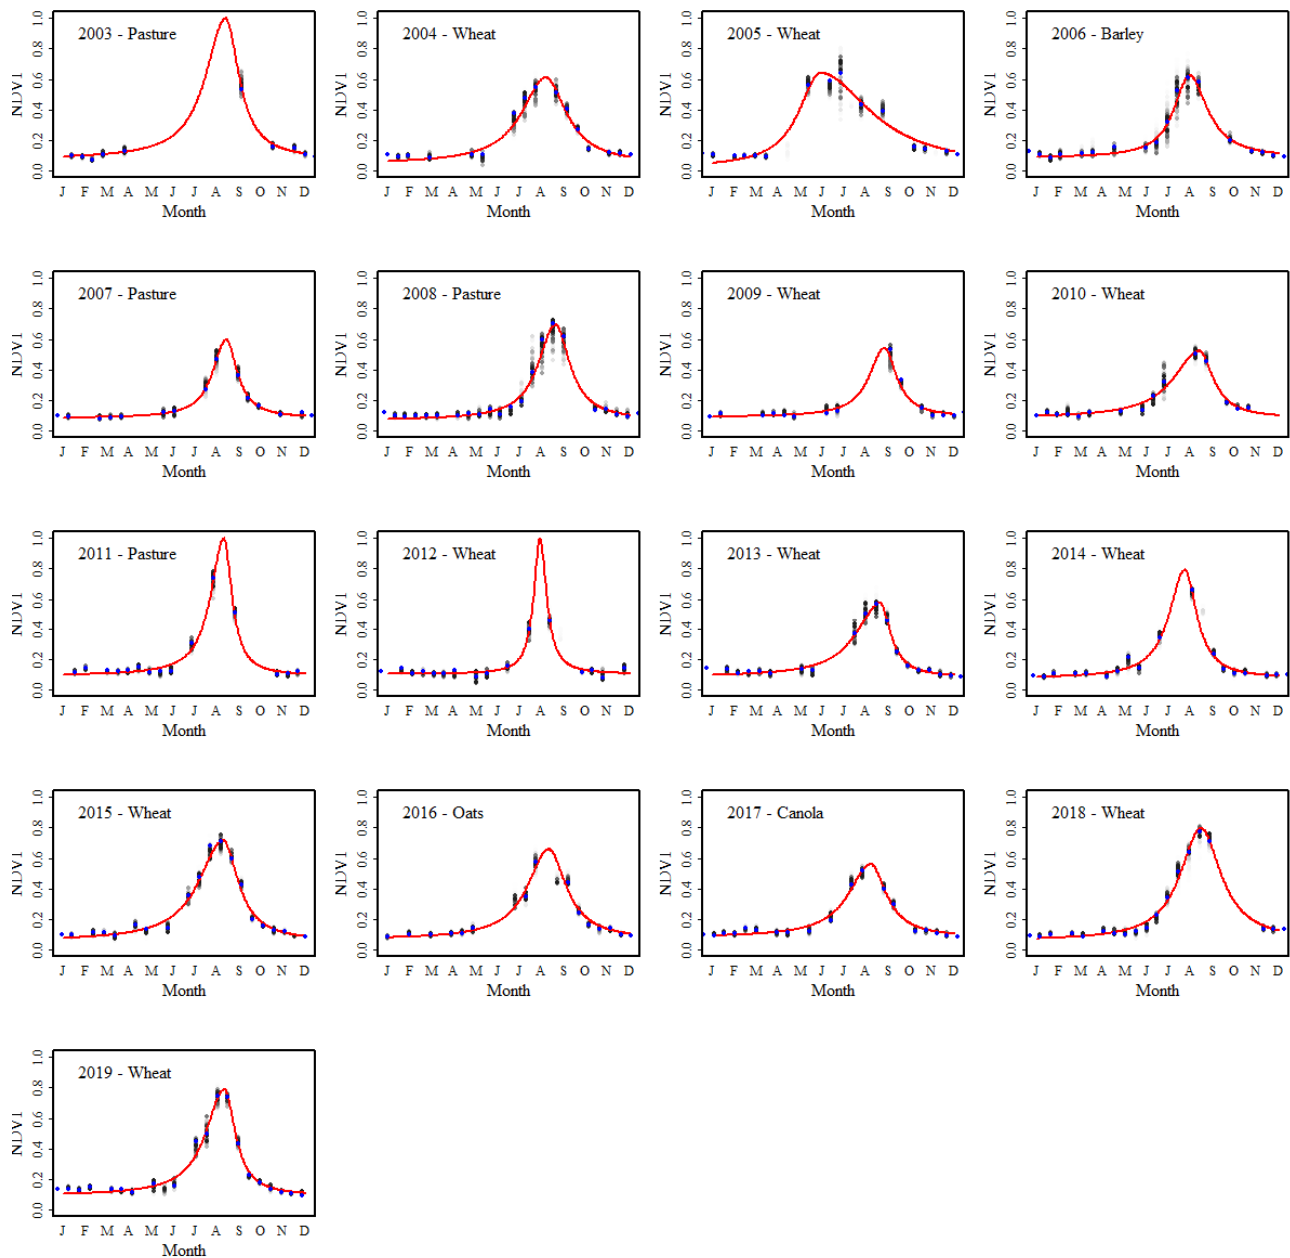 2003 - Pasture
NDVI
0.0 0.2 0.4 0.6 0.8 1.0
J F M A M J J A S O N D
Month
2004 - Wheat
NDVI
0.0 0.2 0.4 0.6 0.8 1.0
J F M A M J J A S O N D
Month
2005 - Wheat
NDVI
0.0 0.2 0.4 0.6 0.8 1.0
J F M A M J J A S O N D
Month
2006 - Barley
NDVI
0.0 0.2 0.4 0.6 0.8 1.0
J F M A M J J A S O N D
Month
2007 - Pasture
NDVI
0.0 0.2 0.4 0.6 0.8 1.0
J F M A M J J A S O N D
Month
2008 - Pasture
NDVI
0.0 0.2 0.4 0.6 0.8 1.0
J F M A M J J A S O N D
Month
2009 - Wheat
NDVI
0.0 0.2 0.4 0.6 0.8 1.0
J F M A M J J A S O N D
Month
2010 - Wheat
NDVI
0.0 0.2 0.4 0.6 0.8 1.0
J F M A M J J A S O N D
Month
2011 - Pasture
NDVI
0.0 0.2 0.4 0.6 0.8 1.0
J F M A M J J A S O N D
Month
2012 - Wheat
NDVI
0.0 0.2 0.4 0.6 0.8 1.0
J F M A M J J A S O N D
Month
2013 - Wheat
NDVI
0.0 0.2 0.4 0.6 0.8 1.0
J F M A M J J A S O N D
Month
2014 - Wheat
NDVI
0.0 0.2 0.4 0.6 0.8 1.0
J F M A M J J A S O N D
Month
2015 - Wheat
NDVI
0.0 0.2 0.4 0.6 0.8 1.0
J F M A M J J A S O N D
Month
2016 - Oats
NDVI
0.0 0.2 0.4 0.6 0.8 1.0
J F M A M J J A S O N D
Month
2017 - Canola
NDVI
0.0 0.2 0.4 0.6 0.8 1.0
J F M A M J J A S O N D
Month
2018 - Wheat
NDVI
0.0 0.2 0.4 0.6 0.8 1.0
J F M A M J J A S O N D
Month
2019 - Wheat
NDVI
0.0 0.2 0.4 0.6 0.8 1.0
J F M A M J J A S O N D
Month